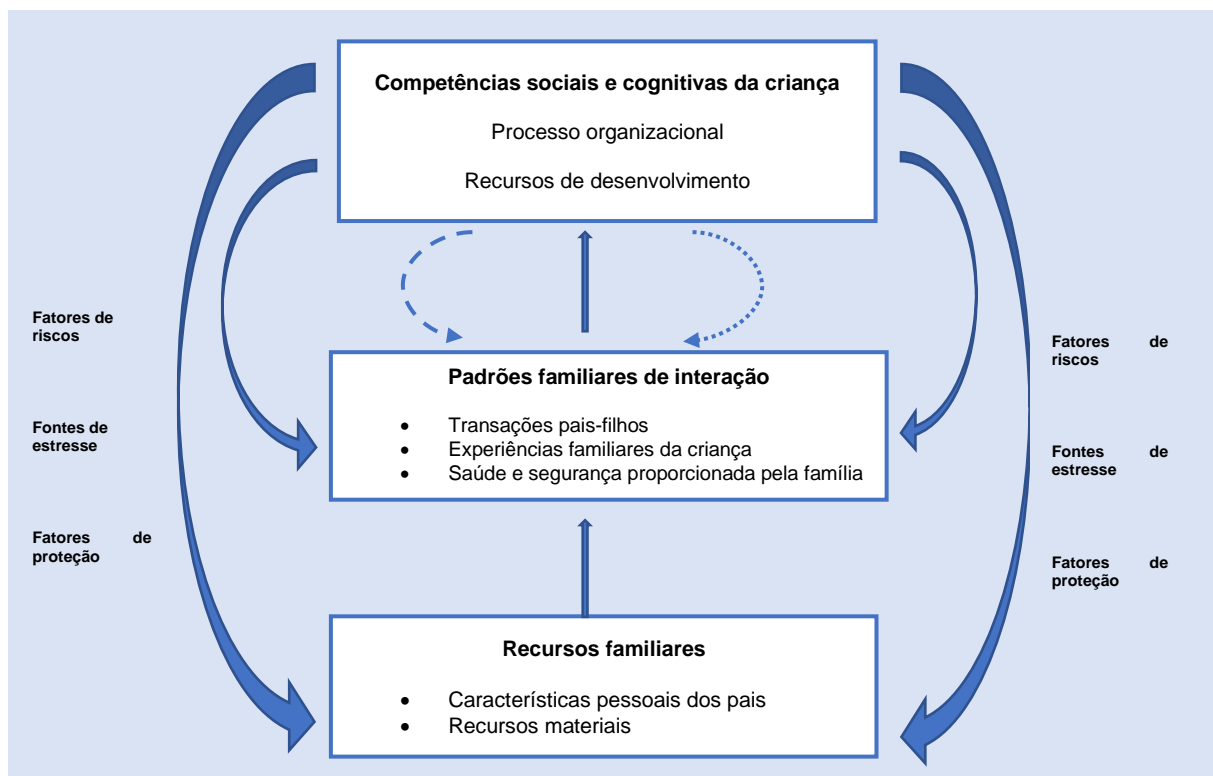 Competências sociais e cognitivas da criança
Processo organizacional
Recursos de desenvolvimento
Fatores de
riscos
Fontes de
estresse
Fatores de
proteção
Padrões familiares de interação
• Transações pais-filhos
• Experiências familiares da criança
• Saúde e segurança proporcionada pela família
Fatores de
riscos
Fontes de
estresse
Fatores de
proteção
Recursos familiares
• Características pessoais dos pais
• Recursos materiais